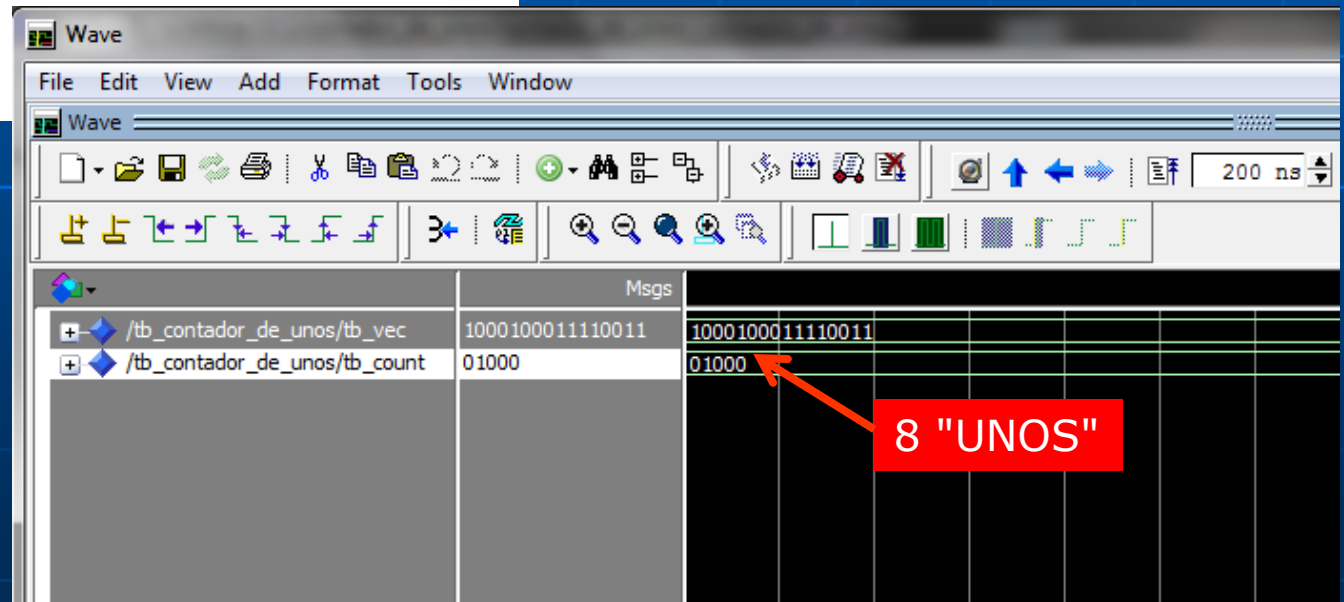 Wave
File Edit View Add Format Tools Window
Wave
200 ns
Msgs
/tb_contador_de_unos/tb_vec 1000100011110011 1000100011110011
/tb_contador_de_unos/tb_count 01000 01000
8 "UNOS"